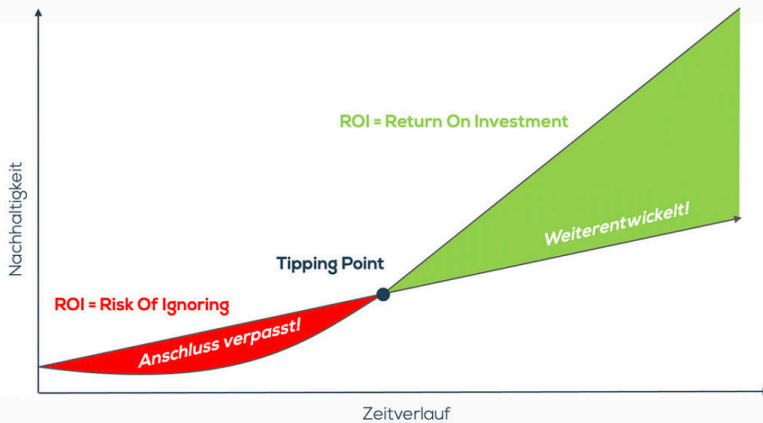 ROI = Return On Investment
Nachhaltigkeit
Weiterentwickelt!
Tipping Point
ROI = Risk Of Ignoring
Anschluss verpasst!
Zeitverlauf